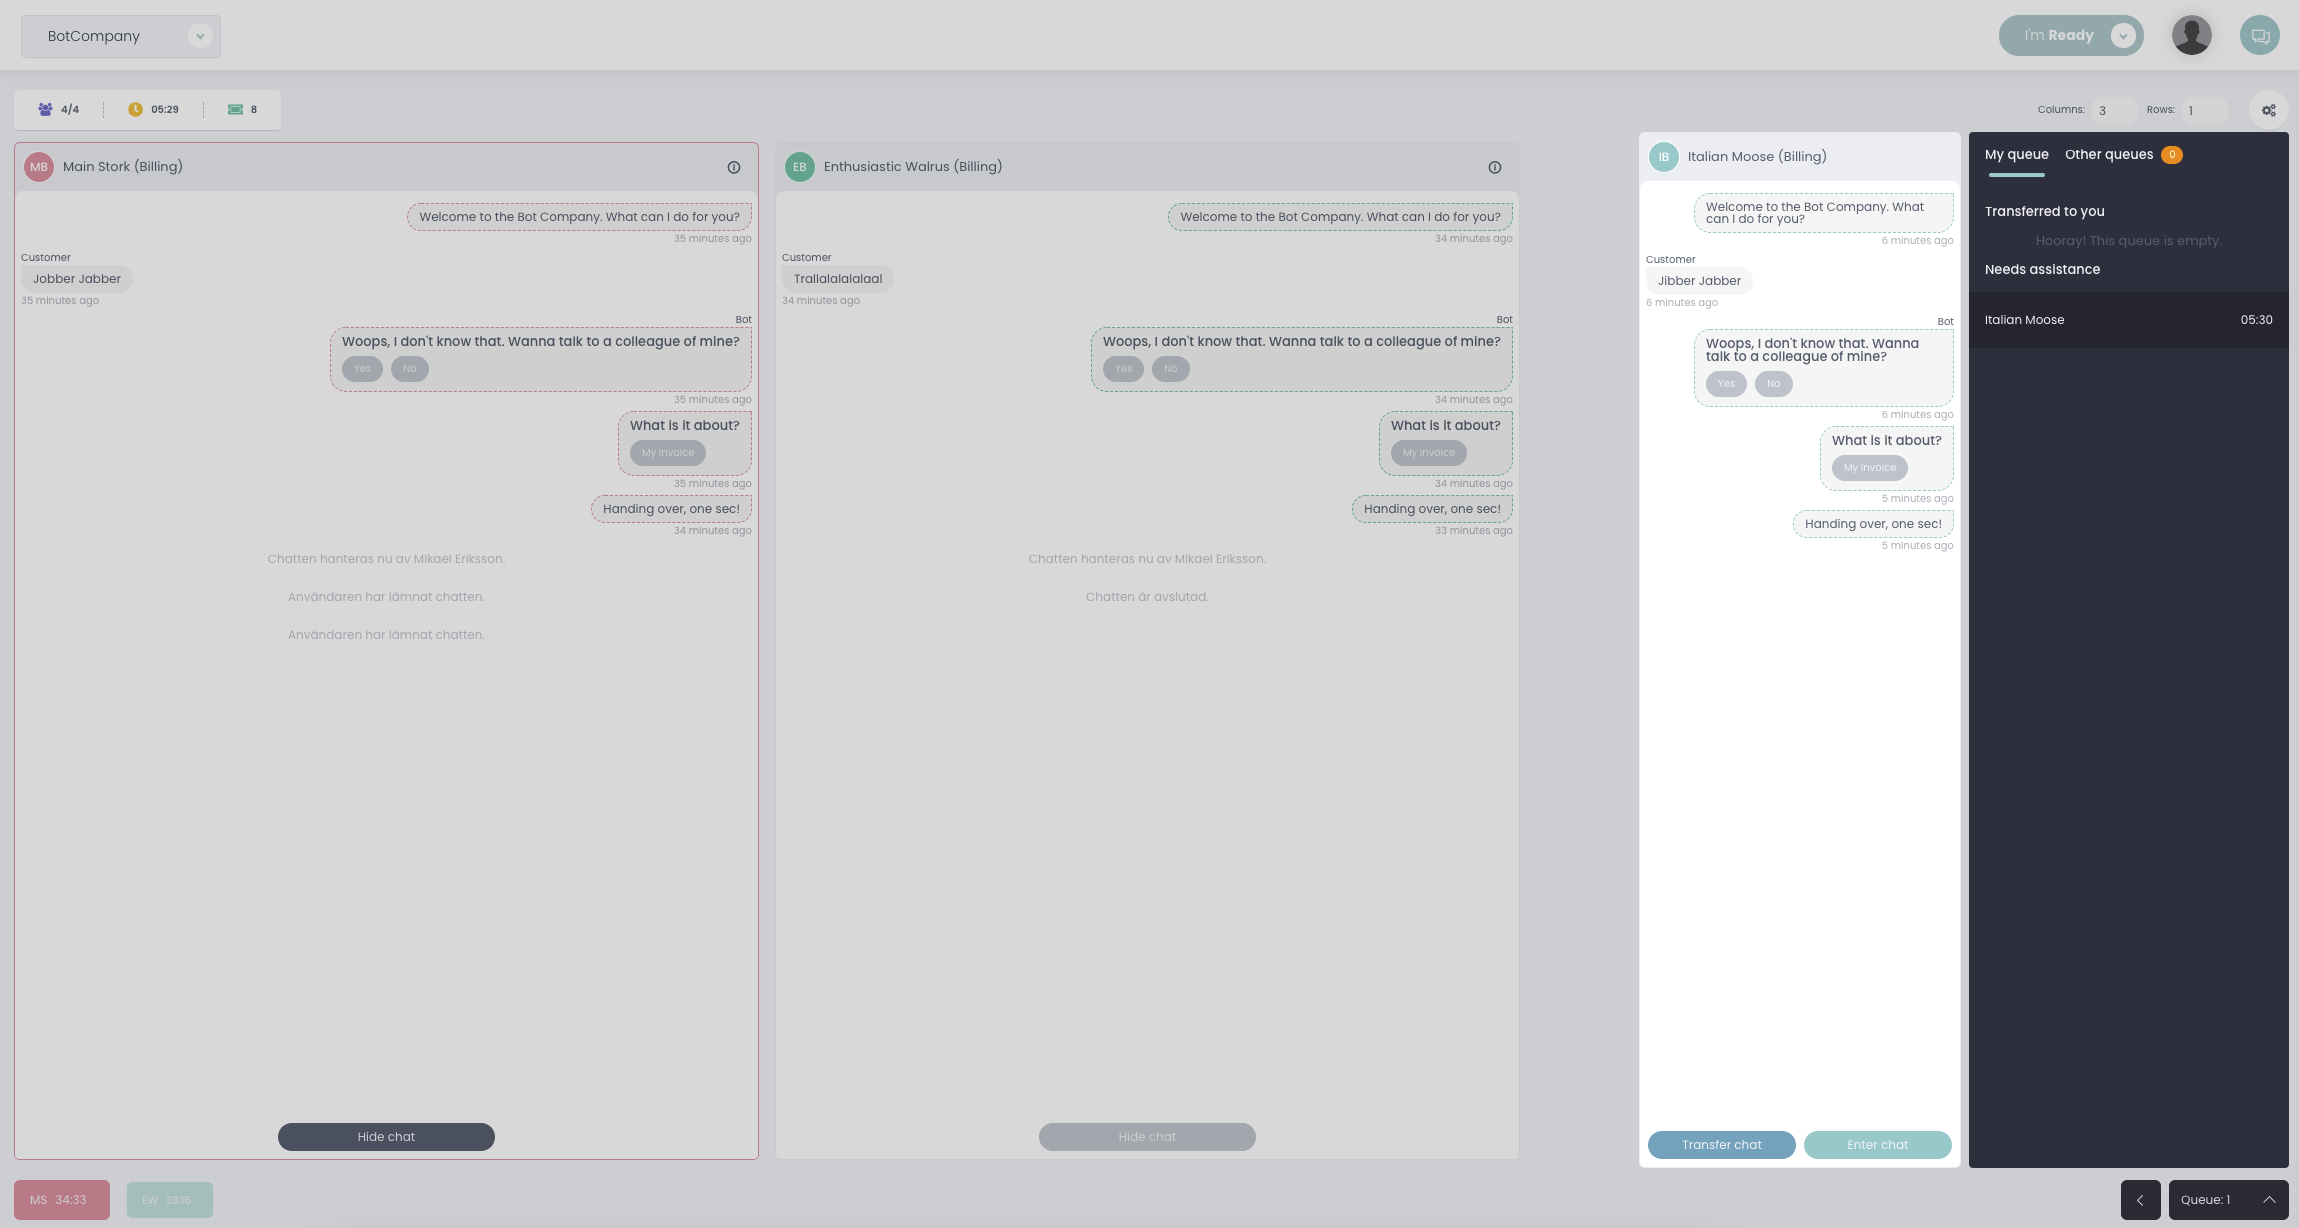 BotCompany
I'm Ready
4/4
05:29
8
Columns: 3
Rows: 1
MB
Main Stork (Billing)
Welcome to the Bot Company. What can I do for you?
35 minutes ago
Customer
Jobber Jabber
35 minutes ago
Bot
Woops, I don't know that. Wanna talk to a colleague of mine?
Yes
No
35 minutes ago
What is it about?
My Invoice
35 minutes ago
Handing over, one sec!
34 minutes ago
Chatten hanteras nu av Mikael Eriksson.
Användaren har lämnat chatten.
Användaren har lämnat chatten.
Hide chat
EB
Enthusiastic Walrus (Billing)
Welcome to the Bot Company. What can I do for you?
34 minutes ago
Customer
Trallalalalalaal
34 minutes ago
Bot
Woops, I don't know that. Wanna talk to a colleague of mine?
Yes
No
34 minutes ago
What is it about?
My Invoice
34 minutes ago
Handing over, one sec!
33 minutes ago
Chatten hanteras nu av Mikael Eriksson.
Chatten är avslutad.
Hide chat
IB
Italian Moose (Billing)
Welcome to the Bot Company. What
can I do for you?
6 minutes ago
Customer
Jibber Jabber
6 minutes ago
Bot
Woops, I don't know that. Wanna
talk to a colleague of mine?
Yes
No
6 minutes ago
What is it about?
My Invoice
5 minutes ago
Handing over, one sec!
5 minutes ago
Transfer chat
Enter chat
My queue
Other queues
0
Transferred to you
Hooray! This queue is empty.
Needs assistance
Italian Moose
05:30
MS 34:33
EW 33:16
Queue: 1